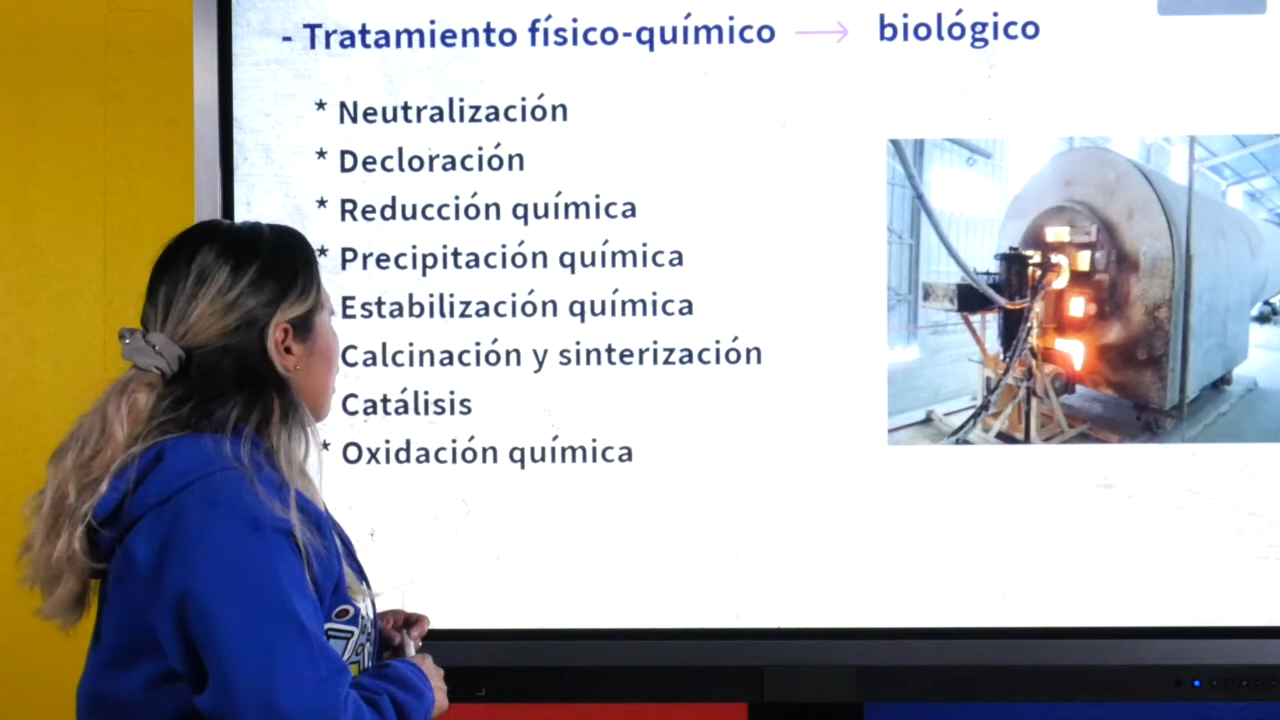 - Tratamiento físico-químico → biológico
* Neutralización
* Decloración
* Reducción química
* Precipitación química
Estabilización química
Calcinación y sinterización
Catálisis
* Oxidación química